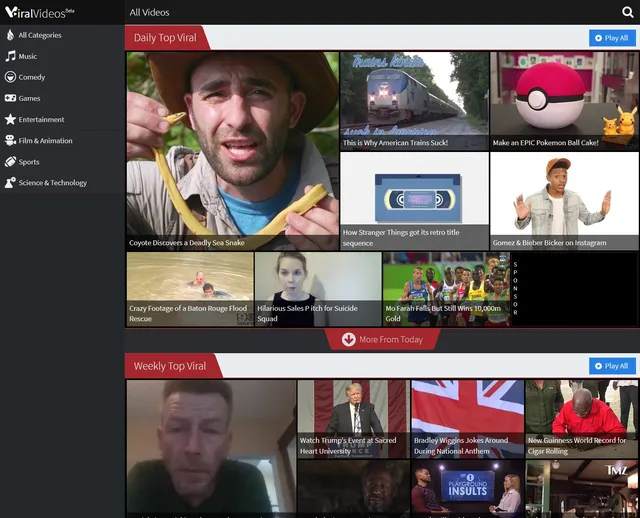 ViralVideos Beta
All Videos
All Categories
Music
Comedy
Games
Entertainment
Film & Animation
Sports
Science & Technology
Daily Top Viral
Play All
Trains
This is Why American Trains Suck!
Make an EPIC Pokemon Ball Cake!
Coyote Discovers a Deadly Sea Snake
How Stranger Things got its retro title
sequence
Gomez & Bieber Bicker on Instagram
Crazy Footage of a Baton Rouge Flood
Rescue
Hilarious Sales Pitch for Suicide
Squad
Mo Farah Falls But Still Wins 10,000m
Gold
SPONSOR
More From Today
Weekly Top Viral
Play All
Watch Trump's Event at Sacred
Heart University
Bradley Wiggins Jokes Around
During National Anthem
New Guinness World Record for
Cigar Rolling
PLAYGROUND
INSULTS
TMZ